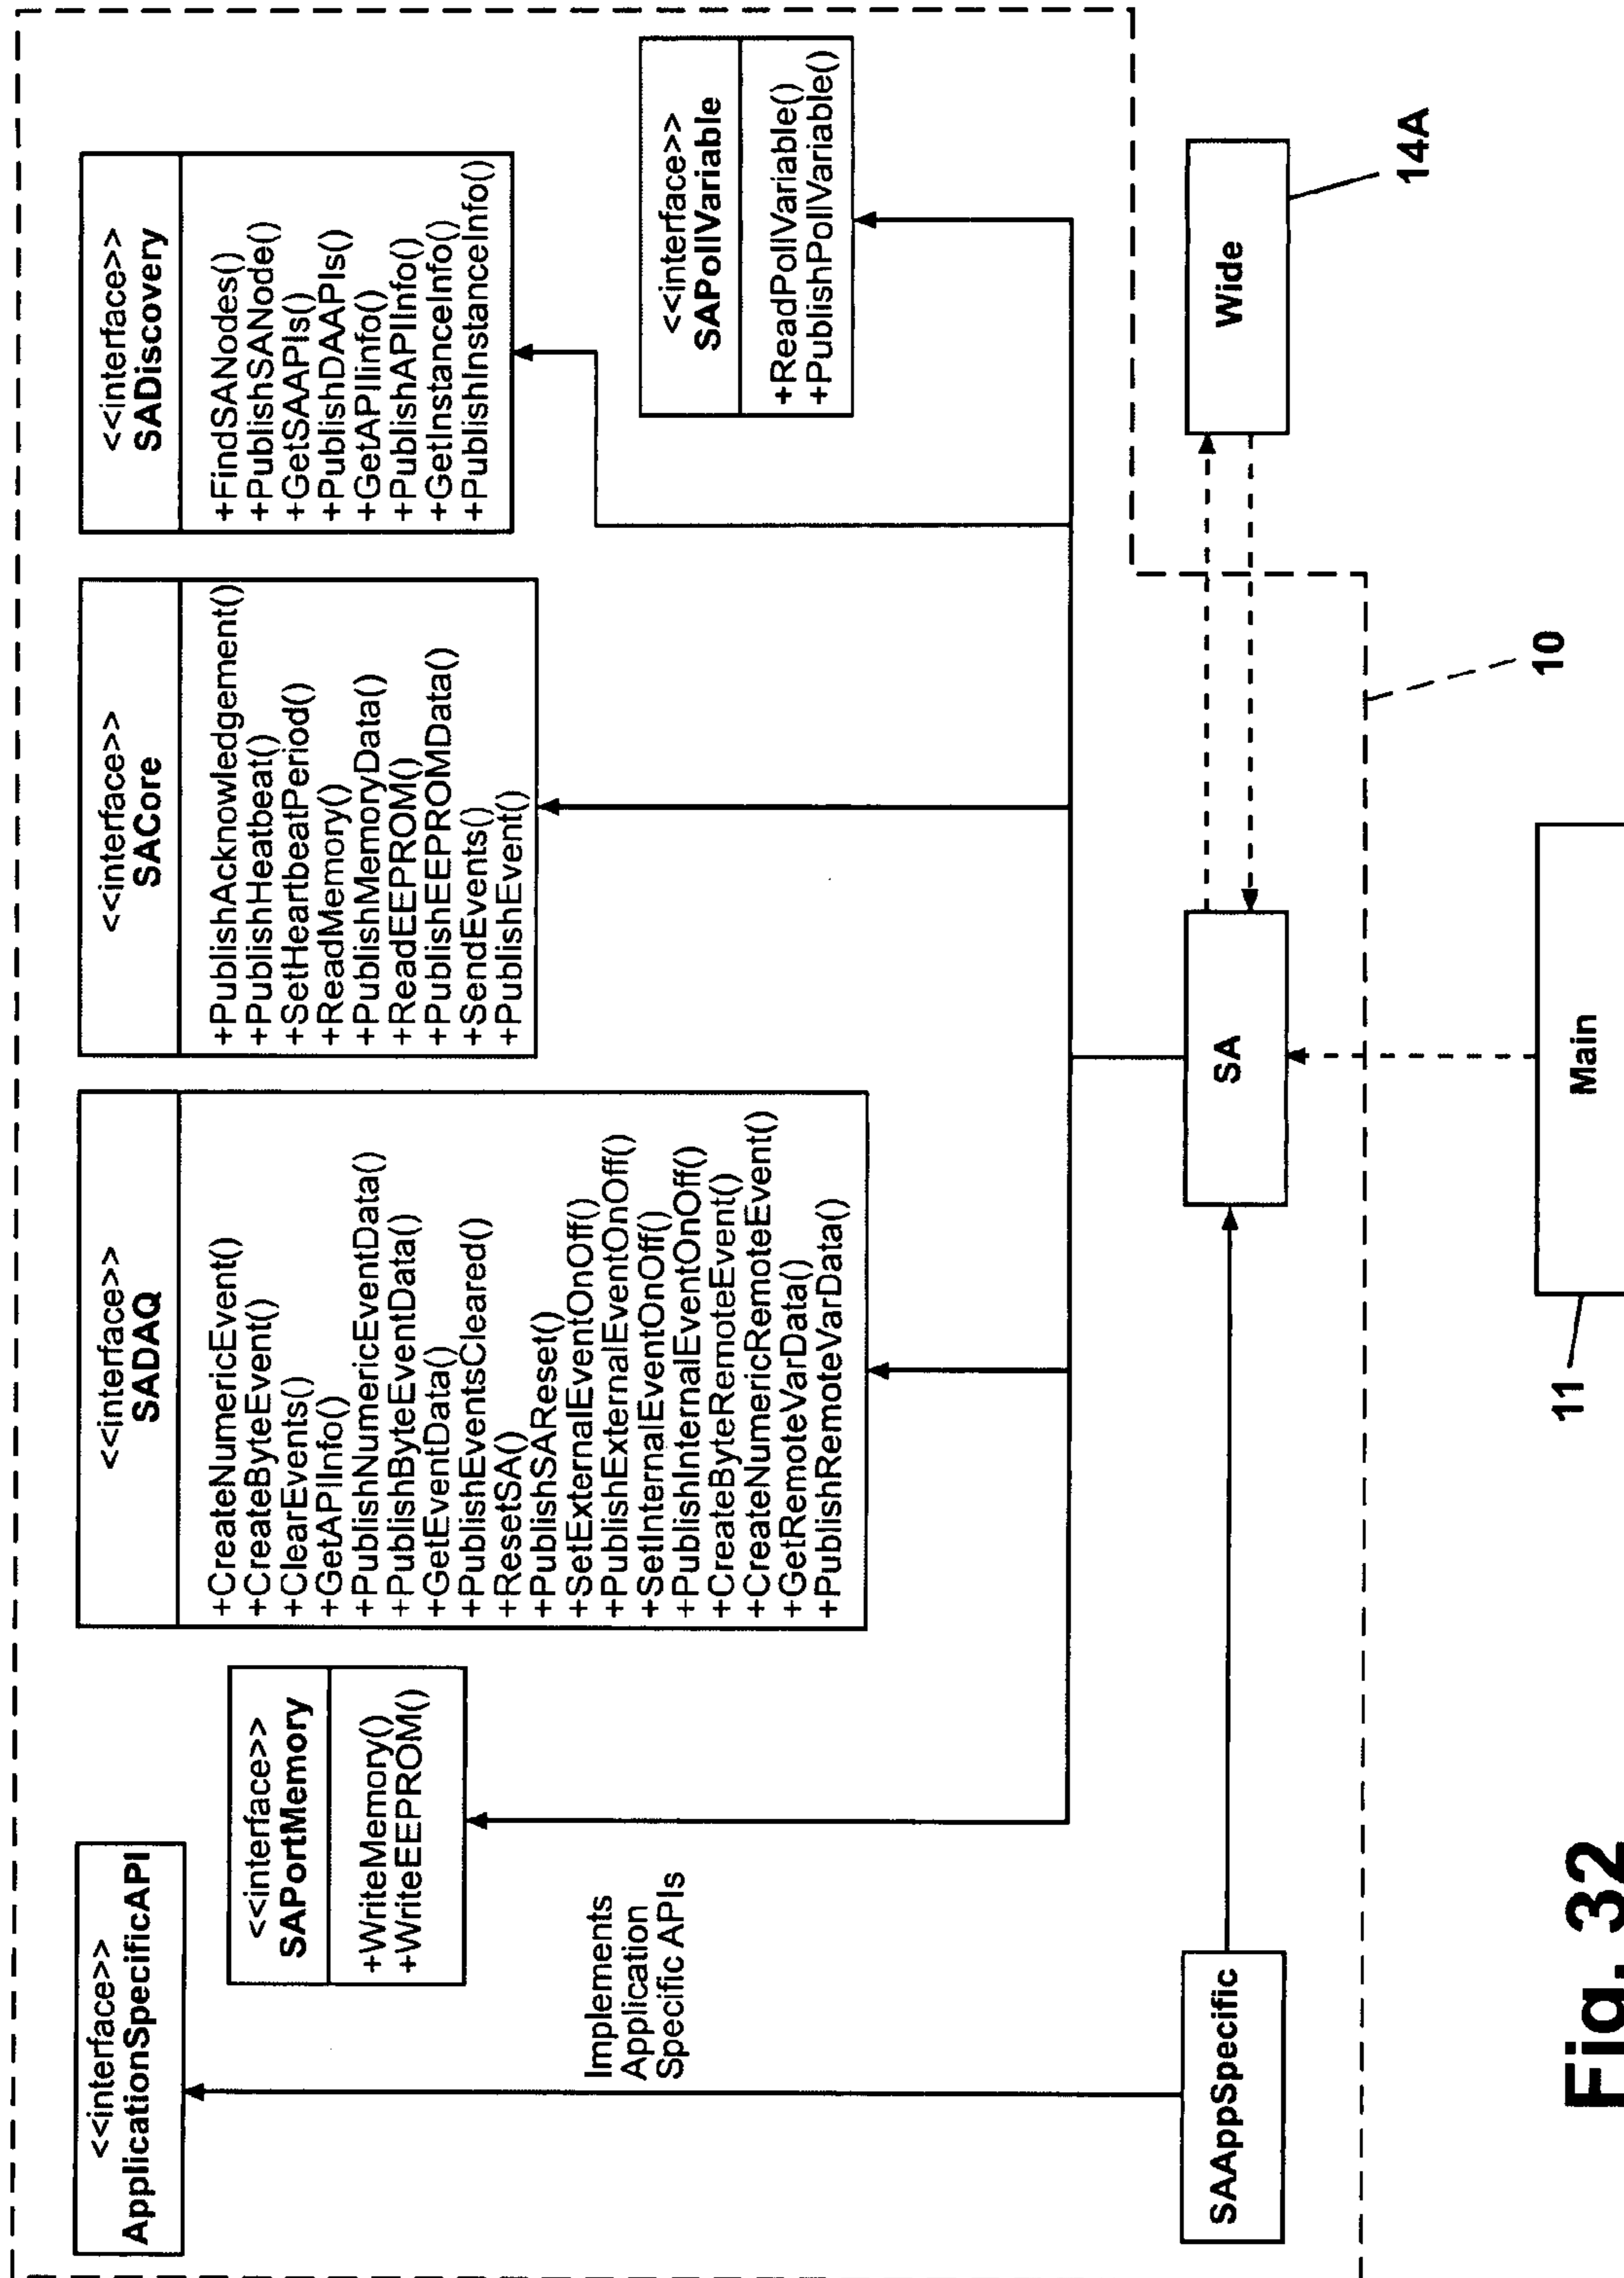 <<interface>>
ApplicationSpecificAPI
<<interface>>
SAPortMemory
+WriteMemory()
+WriteEEPROM()
Implements
Application
Specific APIs
<<interface>>
SADAQ
+CreateNumericEvent()
+CreateByteEvent()
+ClearEvents()
+GetAPIInfo()
+PublishNumericEventData()
+PublishByteEventData()
+GetEventData()
+PublishEventsCleared()
+ResetSA()
+PublishSAReset()
+SetExternalEventOnOff()
+PublishExternalEventOnOff()
+SetInternalEventOnOff()
+PublishInternalEventOnOff()
+CreateByteRemoteEvent()
+CreateNumericRemoteEvent()
+GetRemoteVarData()
+PublishRemoteVarData()
<<interface>>
SACore
+PublishAcknowledgement()
+PublishHeatbeat()
+SetHeartbeatPeriod()
+ReadMemory()
+PublishMemoryData()
+ReadEEPROM()
+PublishEEPROMData()
+SendEvents()
+PublishEvent()
<<interface>>
SADiscovery
+FindSANodes()
+PublishSANode()
+GetSAAPIs()
+PublishDAAPIs()
+GetAPIIinfo()
+PublishAPIInfo()
+GetInstanceInfo()
+PublishInstanceInfo()
<<interface>>
SAPollVariable
+ReadPollVariable()
+PublishPollVariable()
SAAppSpecific
SA
Wide
14A
10
Main
11
Fig. 32